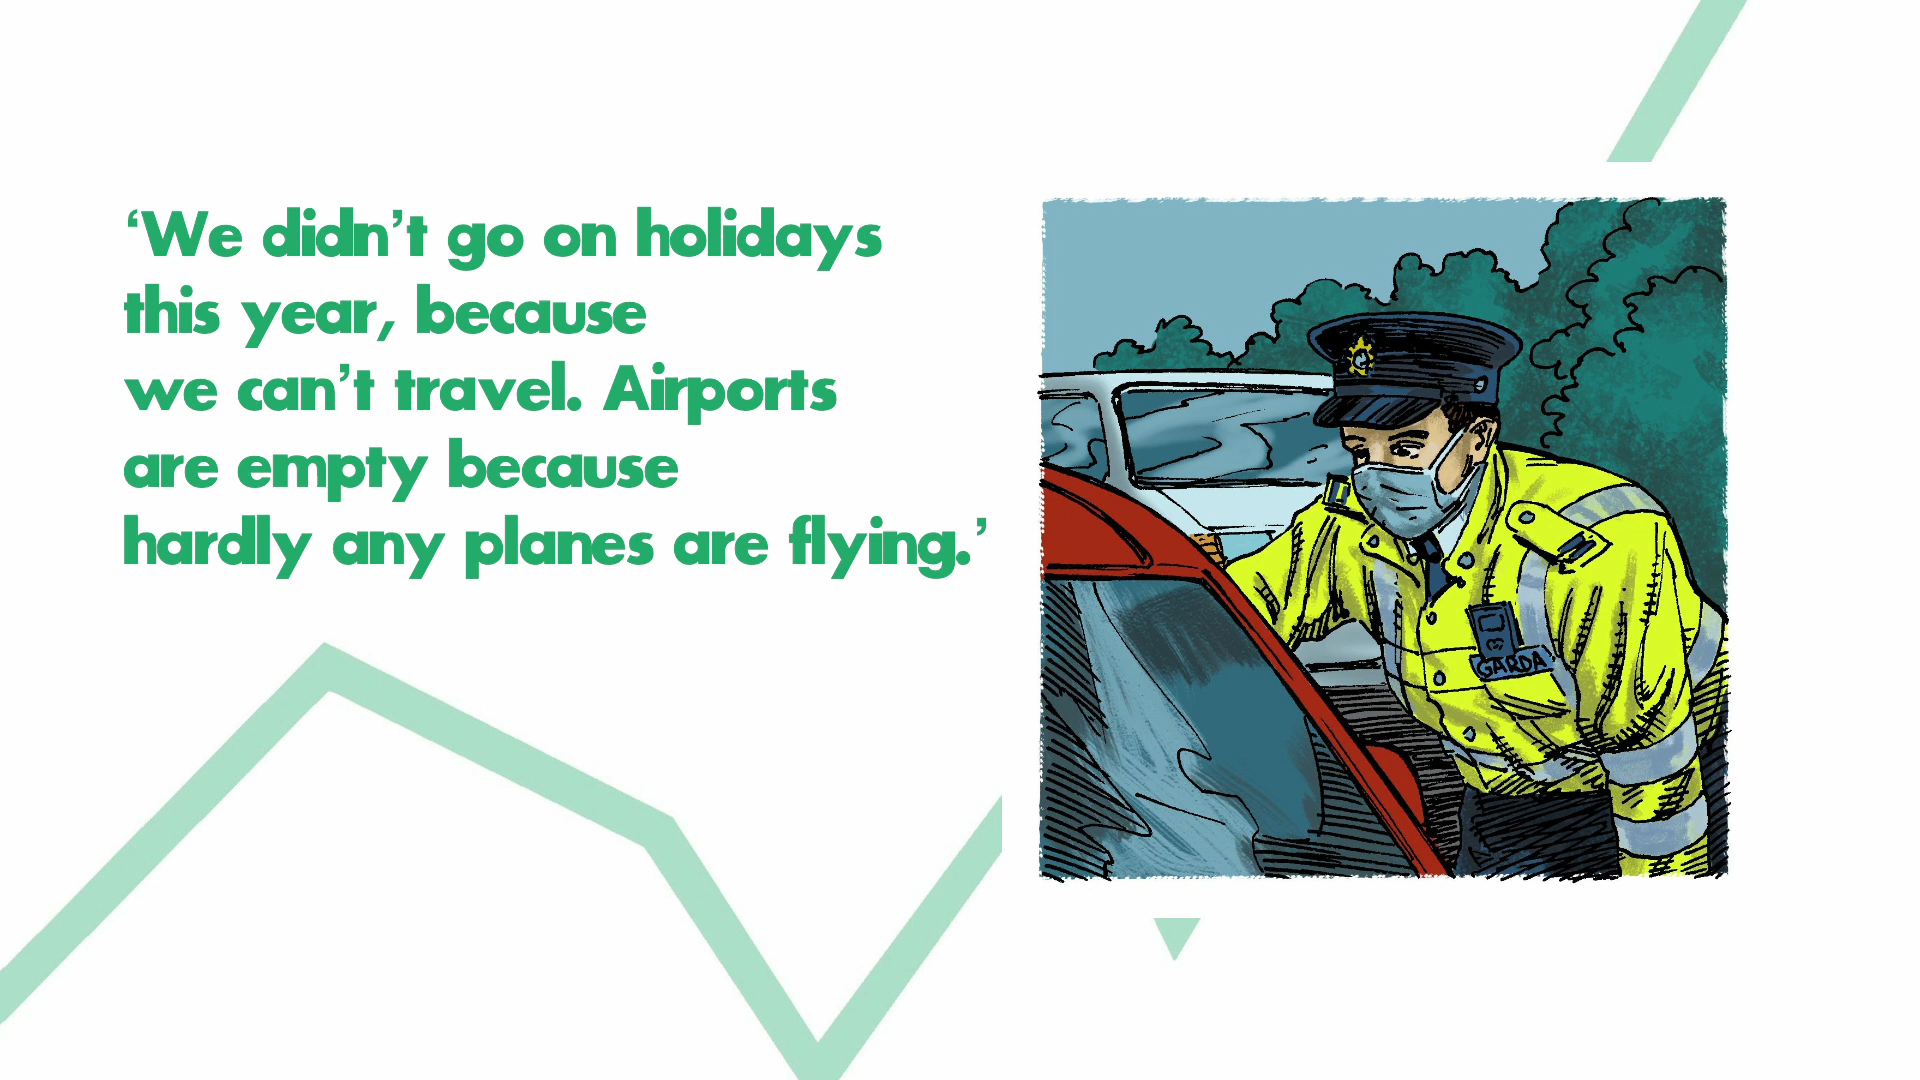 ‘We didn’t go on holidays
this year, because
we can’t travel. Airports
are empty because
hardly any planes are flying.’
GARDA